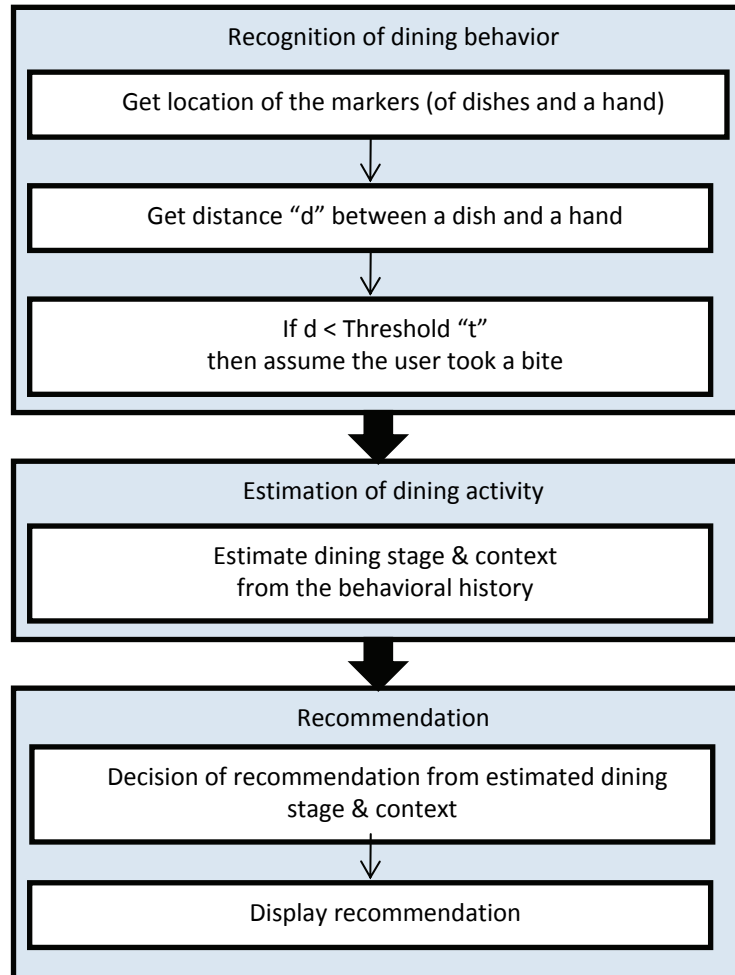 Recognition of dining behavior
Get location of the markers (of dishes and a hand)
Get distance “d” between a dish and a hand
If d < Threshold “t”
then assume the user took a bite
Estimation of dining activity
Estimate dining stage & context
from the behavioral history
Recommendation
Decision of recommendation from estimated dining
stage & context
Display recommendation